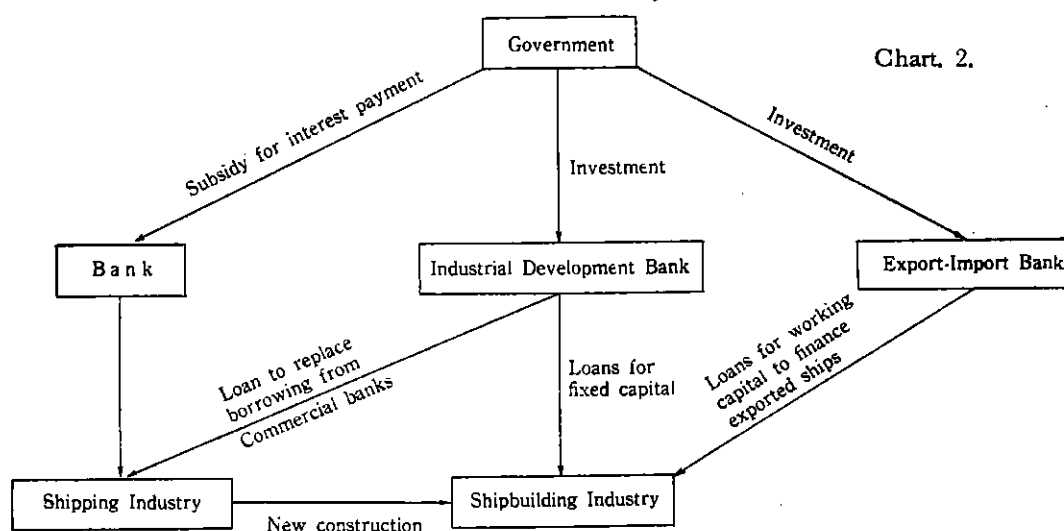 Government
Chart. 2.
Subsidy for interest payment
Investment
Investment
Bank
Industrial Development Bank
Export-Import Bank
Loan to replace
borrowing from
Commercial banks
Loans for
fixed capital
Loans for working
capital to finance
exported ships
Shipping Industry
New construction
Shipbuilding Industry